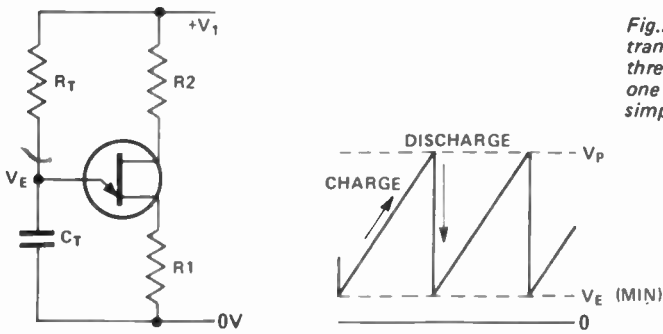 +V1
RT
R2
VE
CT
R1
0V
DISCHARGE
VP
CHARGE
VE (MIN)
0
Fig.
tran
thre
one
simp